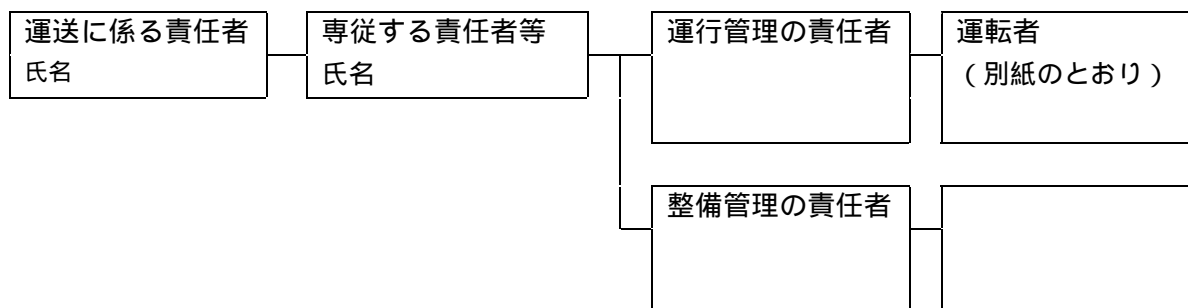 運送に係る責任者
氏名
専従する責任者等
氏名
運行管理の責任者
運転者
（別紙のとおり）
整備管理の責任者